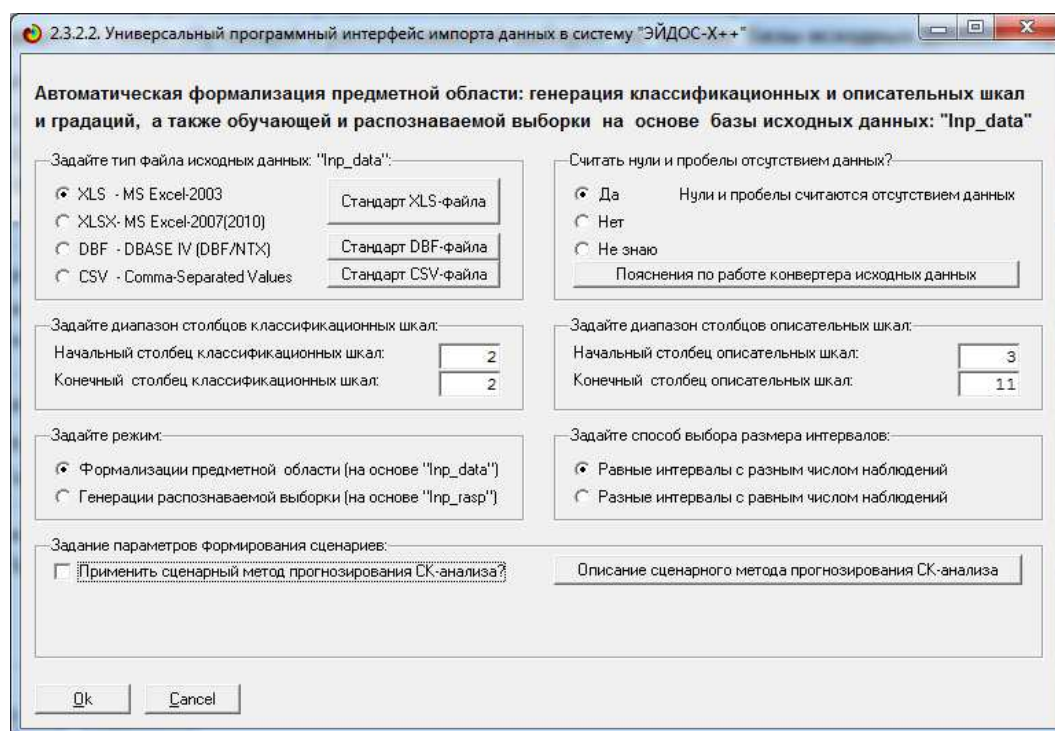 2.3.2.2. Универсальный программный интерфейс импорта данных в систему "ЭЙДОС-X++"
Автоматическая формализация предметной области: генерация классификационных и описательных шкал
и градаций, а также обучающей и распознаваемой выборки на основе базы исходных данных: "Inp_data"
Задайте тип файла исходных данных: "Inp_data":
XLS - MS Excel-2003
XLSX- MS Excel-2007(2010)
DBF - DBASE IV (DBF/NTX)
CSV - Comma-Separated Values
Стандарт XLS-файла
Стандарт DBF-файла
Стандарт CSV-файла
Считать нули и пробелы отсутствием данных?
Да Нули и пробелы считаются отсутствием данных
Нет
Не знаю
Пояснения по работе конвертера исходных данных
Задайте диапазон столбцов классификационных шкал:
Начальный столбец классификационных шкал: 2
Конечный столбец классификационных шкал: 2
Задайте диапазон столбцов описательных шкал:
Начальный столбец описательных шкал: 3
Конечный столбец описательных шкал: 11
Задайте режим:
Формализации предметной области (на основе "Inp_data")
Генерации распознаваемой выборки (на основе "Inp_rasp")
Задайте способ выбора размера интервалов:
Равные интервалы с разным числом наблюдений
Разные интервалы с равным числом наблюдений
Задание параметров формирования сценариев:
Применить сценарный метод прогнозирования СК-анализа?
Описание сценарного метода прогнозирования СК-анализа
Ok
Cancel